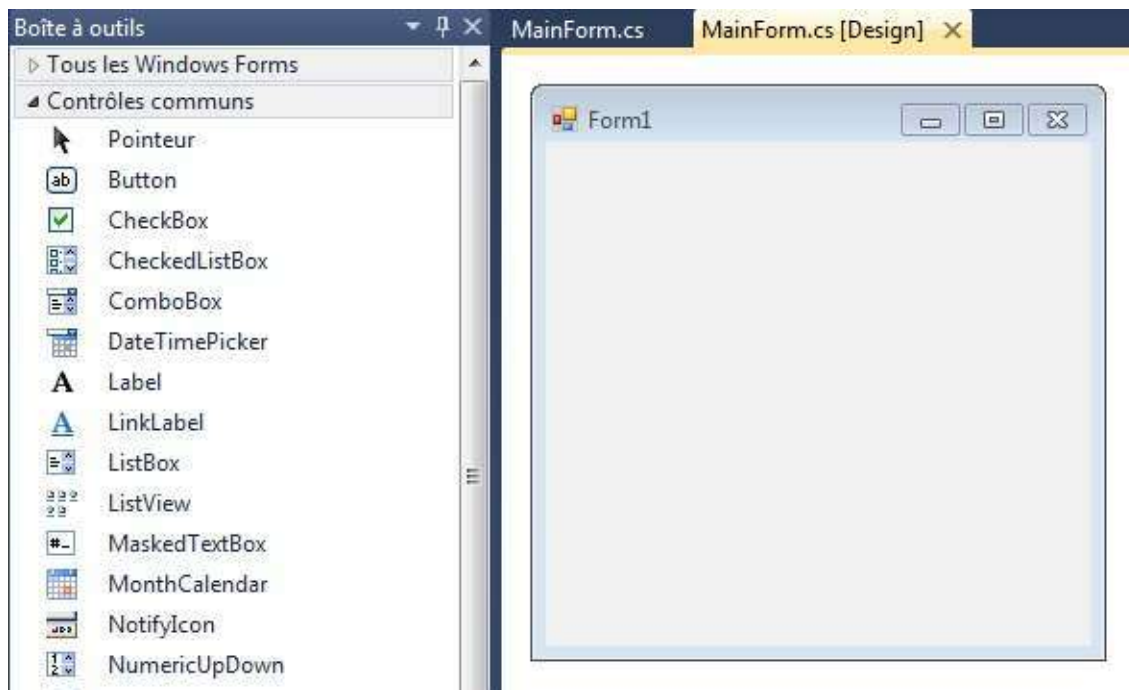 Boîte à outils
Tous les Windows Forms
Contrôles communs
Pointeur
ab Button
CheckBox
CheckedListBox
ComboBox
DateTimePicker
A Label
A LinkLabel
ListBox
ListView
#_ MaskedTextBox
MonthCalendar
NotifyIcon
NumericUpDown
MainForm.cs
MainForm.cs [Design]
Form1